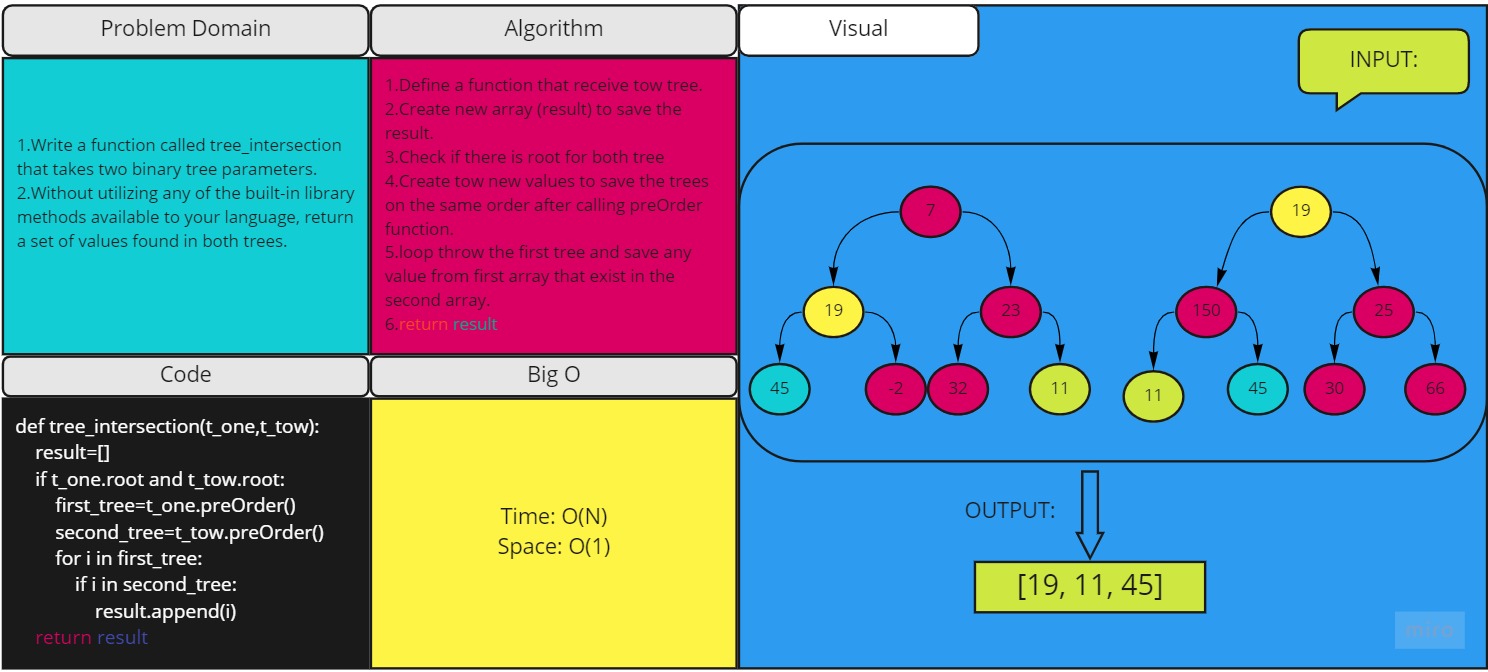 Problem Domain
1.Write a function called tree_intersection
that takes two binary tree parameters.
2.Without utilizing any of the built-in library
methods available to your language, return
a set of values found in both trees.
Algorithm
1.Define a function that receive tow tree.
2.Create new array (result) to save the
result.
3.Check if there is root for both tree
4.Create tow new values to save the trees
on the same order after calling preOrder
function.
5.loop throw the first tree and save any
value from first array that exist in the
second array.
6.return result
Code
def tree_intersection(t_one,t_tow):
result=[]
if t_one.root and t_tow.root:
first_tree=t_one.preOrder()
second_tree=t_tow.preOrder()
for i in first_tree:
if i in second_tree:
result.append(i)
return result
Big O
Time: O(N)
Space: O(1)
Visual
INPUT:
7
19
23
45
-2
32
11
19
150
25
11
45
30
66
OUTPUT:
[19, 11, 45]
miro